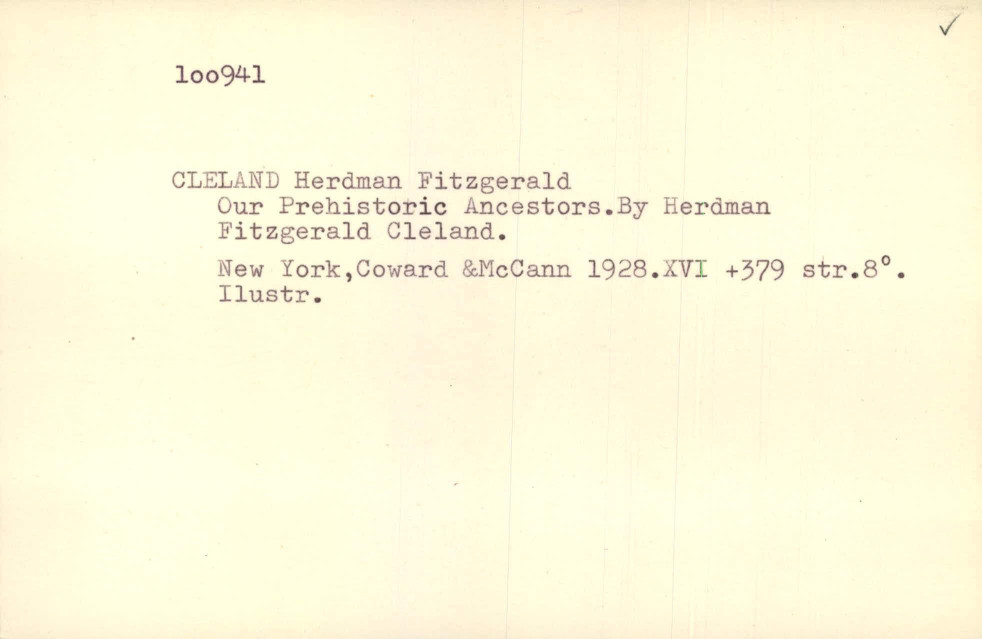 loo941
CLELAND Herdman Fitzgerald
Our Prehistoric Ancestors.By Herdman
Fitzgerald Cleland.
New York,Coward &McCann 1928.XVI +379 str.8°.
Ilustr.